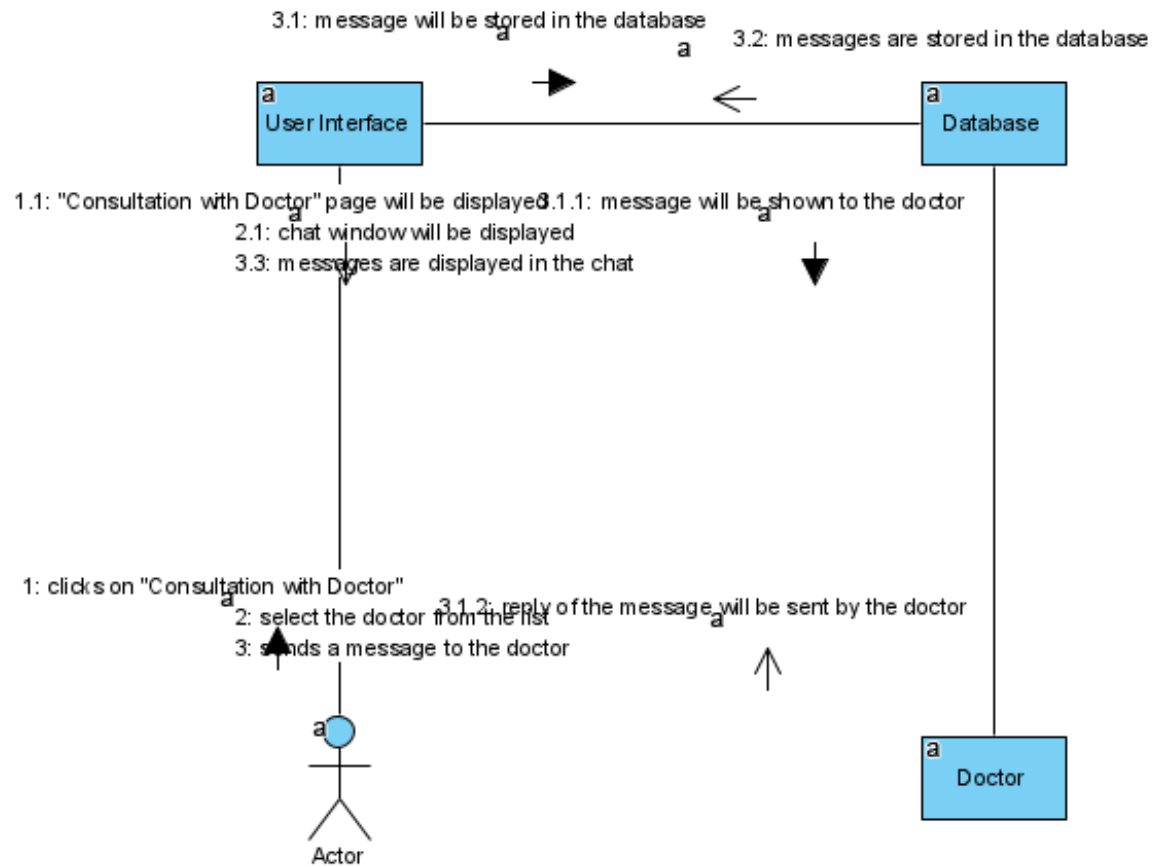 3.1: message will be stored in the database
a
a
3.2: messages are stored in the database
a
User Interface
a
Database
1.1: "Consultation with Doctor" page will be displayed
a
3.1.1: message will be shown to the doctor
a
2.1: chat window will be displayed
3.3: messages are displayed in the chat
1: clicks on "Consultation with Doctor"
a
2: select the doctor from the list
3.1.2: reply of the message will be sent by the doctor
a
3: sends a message to the doctor
a
Actor
a
Doctor